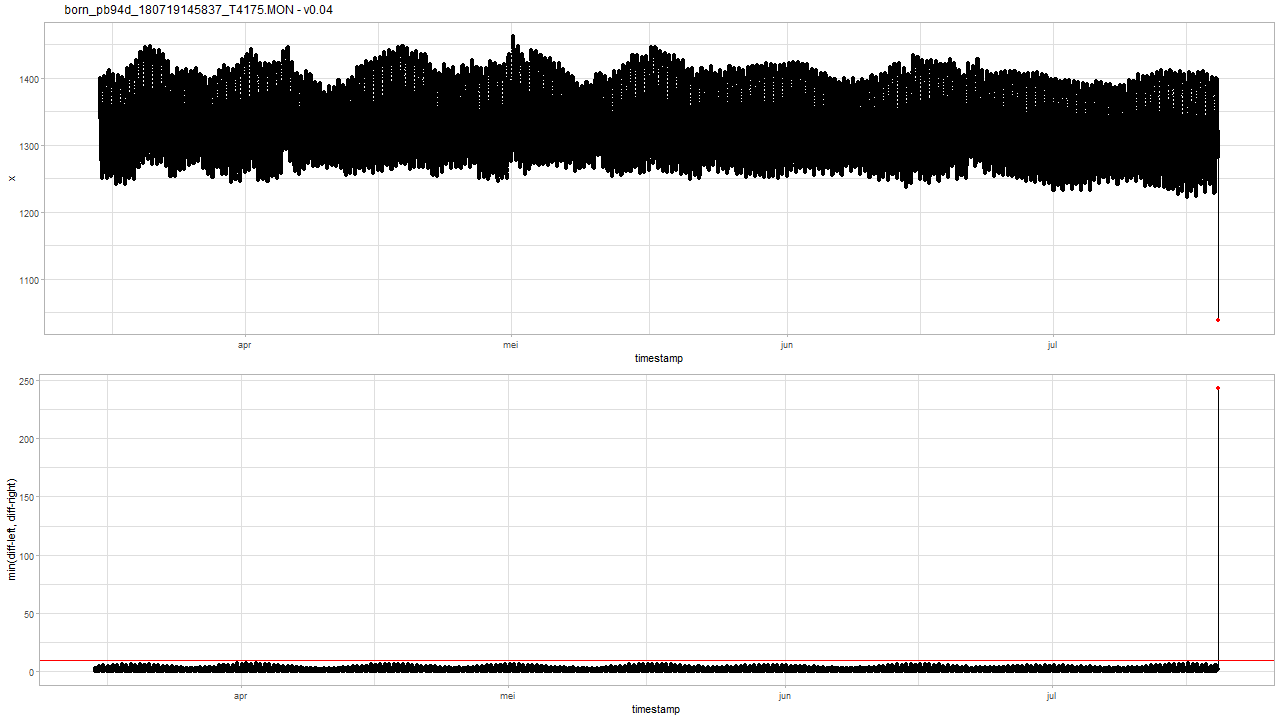 born_pb94d_180719145837_T4175.MON - v0.04
1400
1300
1200
1100
x
apr
mei
jun
jul
timestamp
250
200
150
100
50
0
min(diff-left, diff-right)
apr
mei
jun
jul
timestamp